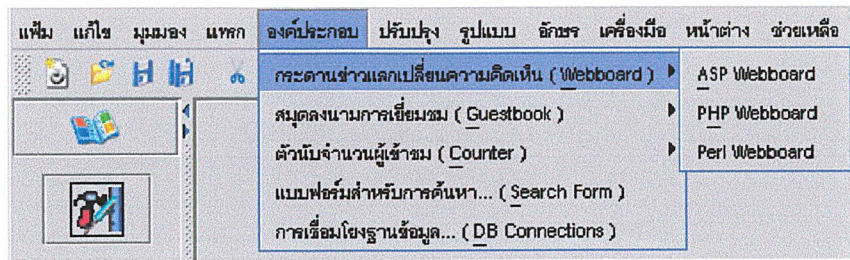 แฟ้ม แก้ไข มุมมอง แทรก องค์ประกอบ ปรับปรุง รูปแบบ อักษร เครื่องมือ หน้าต่าง ช่วยเหลือ
กระดานข่าวแลกเปลี่ยนความคิดเห็น ( Webboard )
ASP Webboard
สมุดลงนามการเยี่ยมชม ( Guestbook )
PHP Webboard
ตัวนับจำนวนผู้เข้าชม ( Counter )
Perl Webboard
แบบฟอร์มสำหรับการค้นหา... ( Search Form )
การเชื่อมโยงฐานข้อมูล... ( DB Connections )